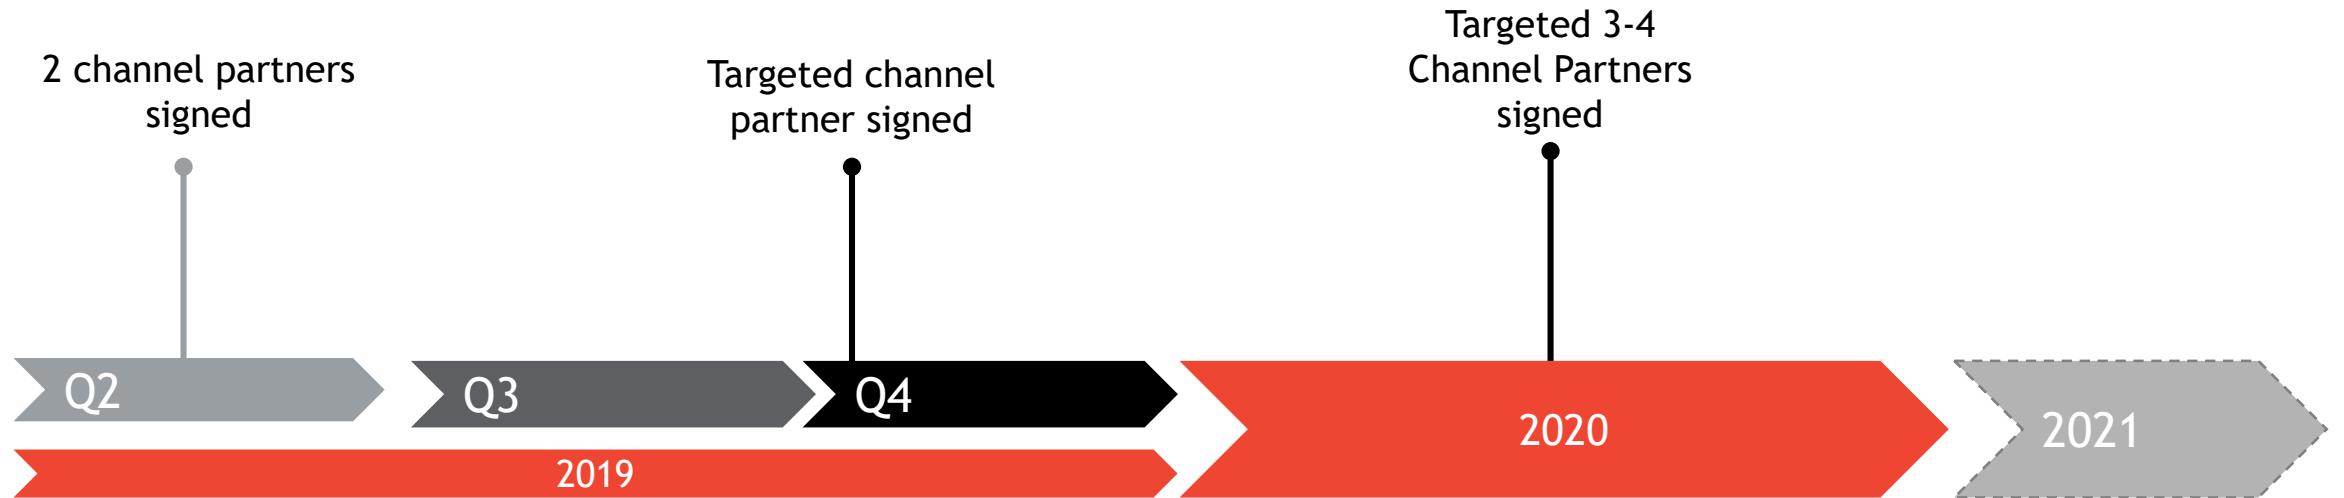 2 channel partners
signed
Targeted channel
partner signed
Targeted 3-4
Channel Partners
signed
Q2
Q3
Q4
2019
2020
2021